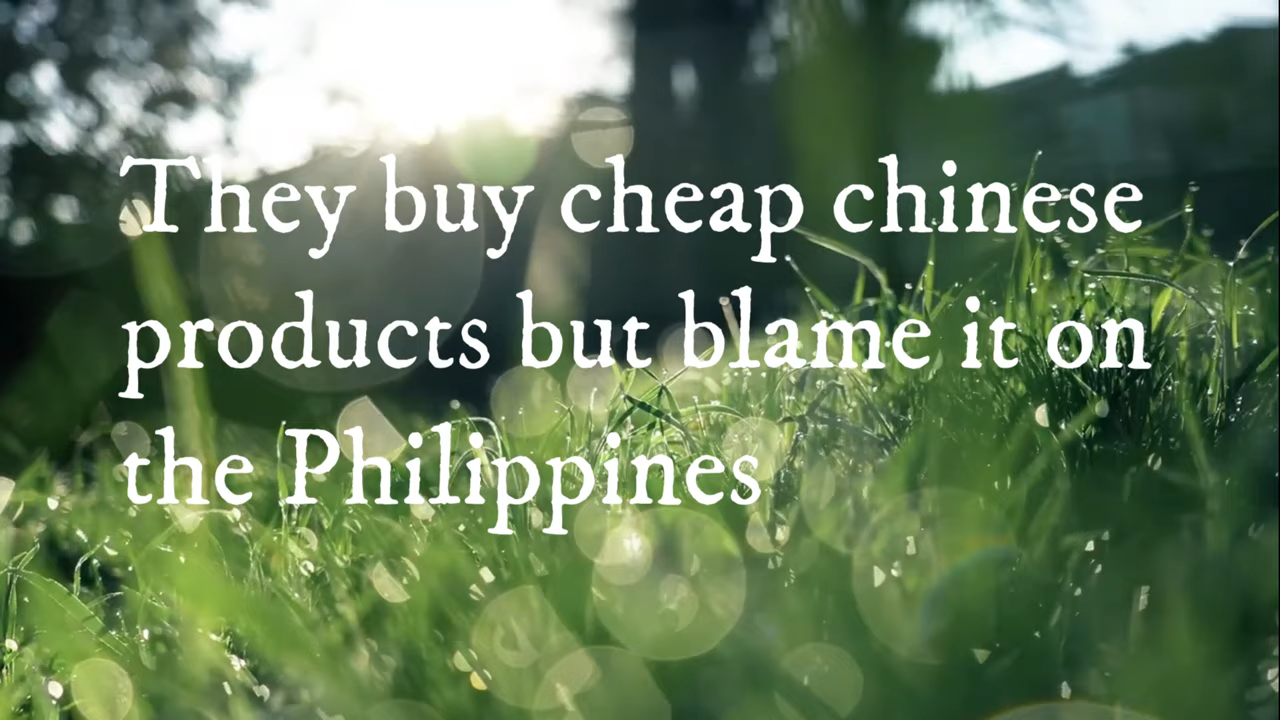 They buy cheap chinese
products but blame it on
the Philippines